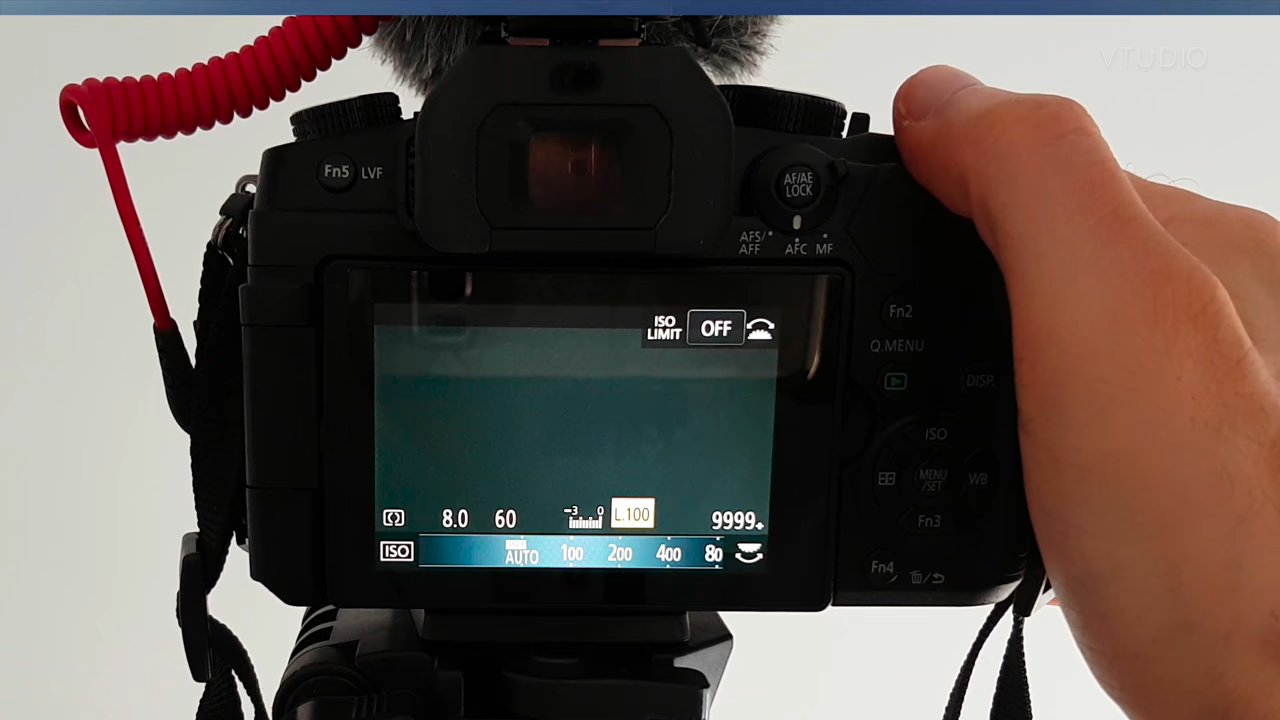 VTUDIO
Fn5 LVF
AF/AE
LOCK
AFS/
AFF AFC MF
ISO
LIMIT OFF
Fn2
Q.MENU
DISP.
ISO
MENU
/SET
WB
Fn3
Fn4
8.0 60 -3 0 L.100 9999+
ISO AUTO 100 200 400 80